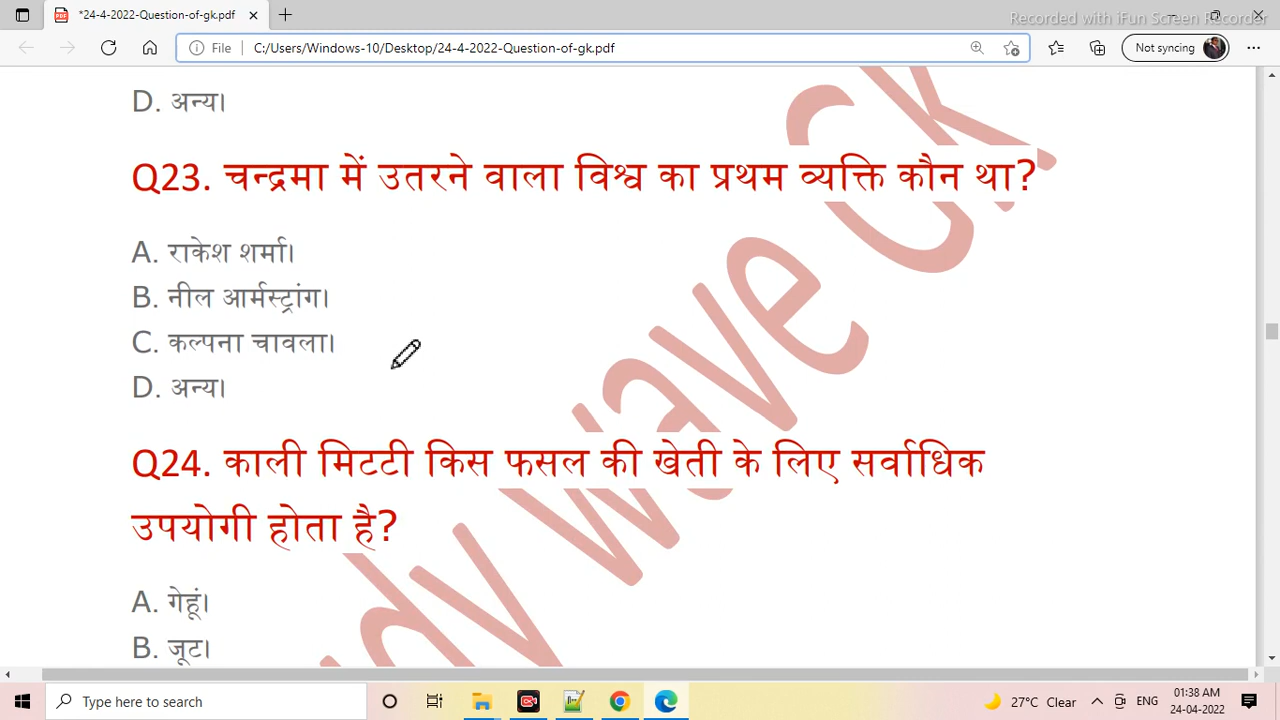 *24-4-2022-Question-of-gk.pdf
Recorded with iFun Screen Recorder
File C:/Users/Windows-10/Desktop/24-4-2022-Question-of-gk.pdf Not syncing
D. अन्य।
Q23. चन्द्रमा में उतरने वाला विश्व का प्रथम व्यक्ति कौन था?
A. राकेश शर्मा।
B. नील आर्मस्ट्रांग।
C. कल्पना चावला।
D. अन्य।
Q24. काली मिटटी किस फसल की खेती के लिए सर्वाधिक
उपयोगी होता है?
A. गेहूं।
B. जूट।
wave
Type here to search 27°C Clear ENG 01:38 AM
24-04-2022